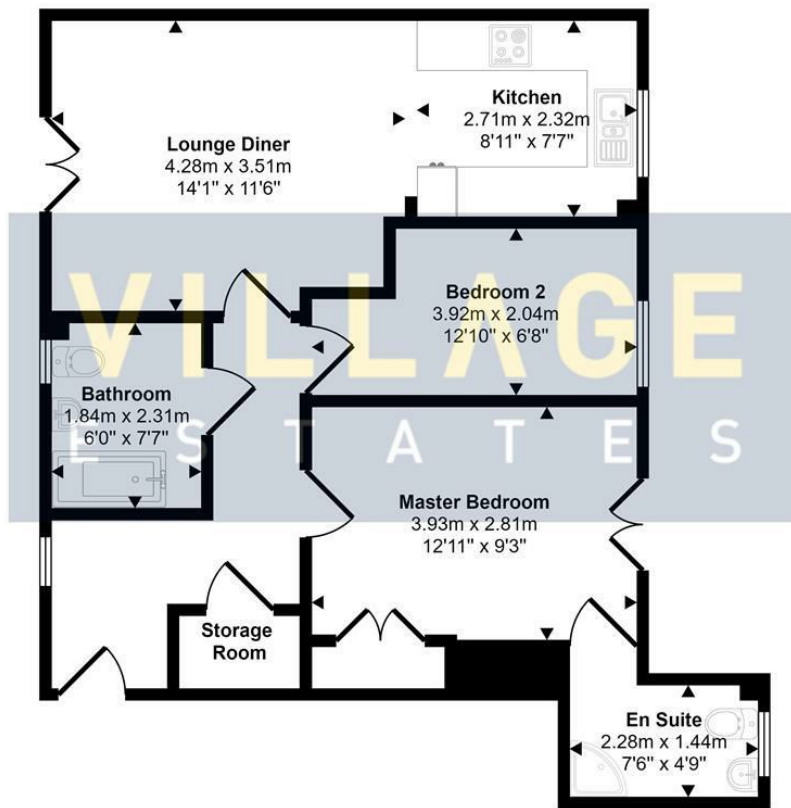 Kitchen
2.71m x 2.32m
8'11" x 7'7"
Lounge Diner
4.28m x 3.51m
14'1" x 11'6"
VILLAGE
ESTATES
Bedroom 2
3.92m x 2.04m
12'10" x 6'8"
Bathroom
1.84m x 2.31m
6'0" x 7'7"
Master Bedroom
3.93m x 2.81m
12'11" x 9'3"
Storage
Room
En Suite
2.28m x 1.44m
7'6" x 4'9"